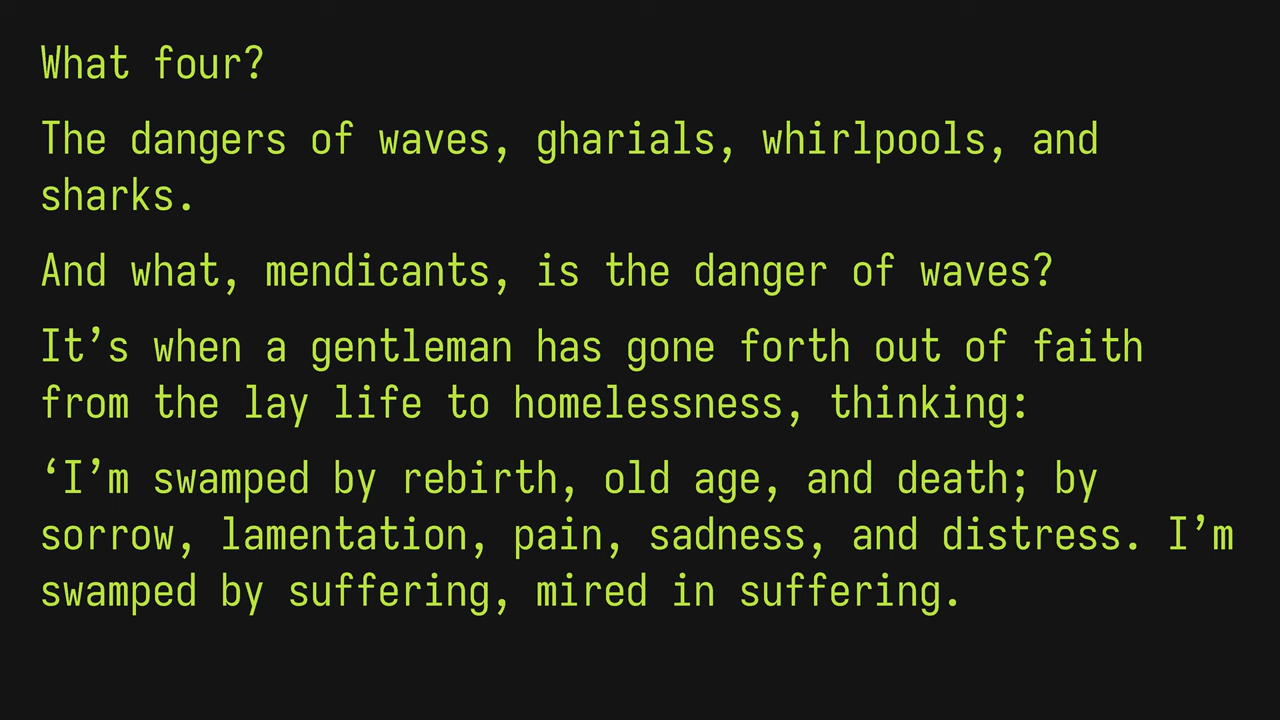 What four?
The dangers of waves, gharials, whirlpools, and
sharks.
And what, mendicants, is the danger of waves?
It’s when a gentleman has gone forth out of faith
from the lay life to homelessness, thinking:
‘I’m swamped by rebirth, old age, and death; by
sorrow, lamentation, pain, sadness, and distress. I’m
swamped by suffering, mired in suffering.